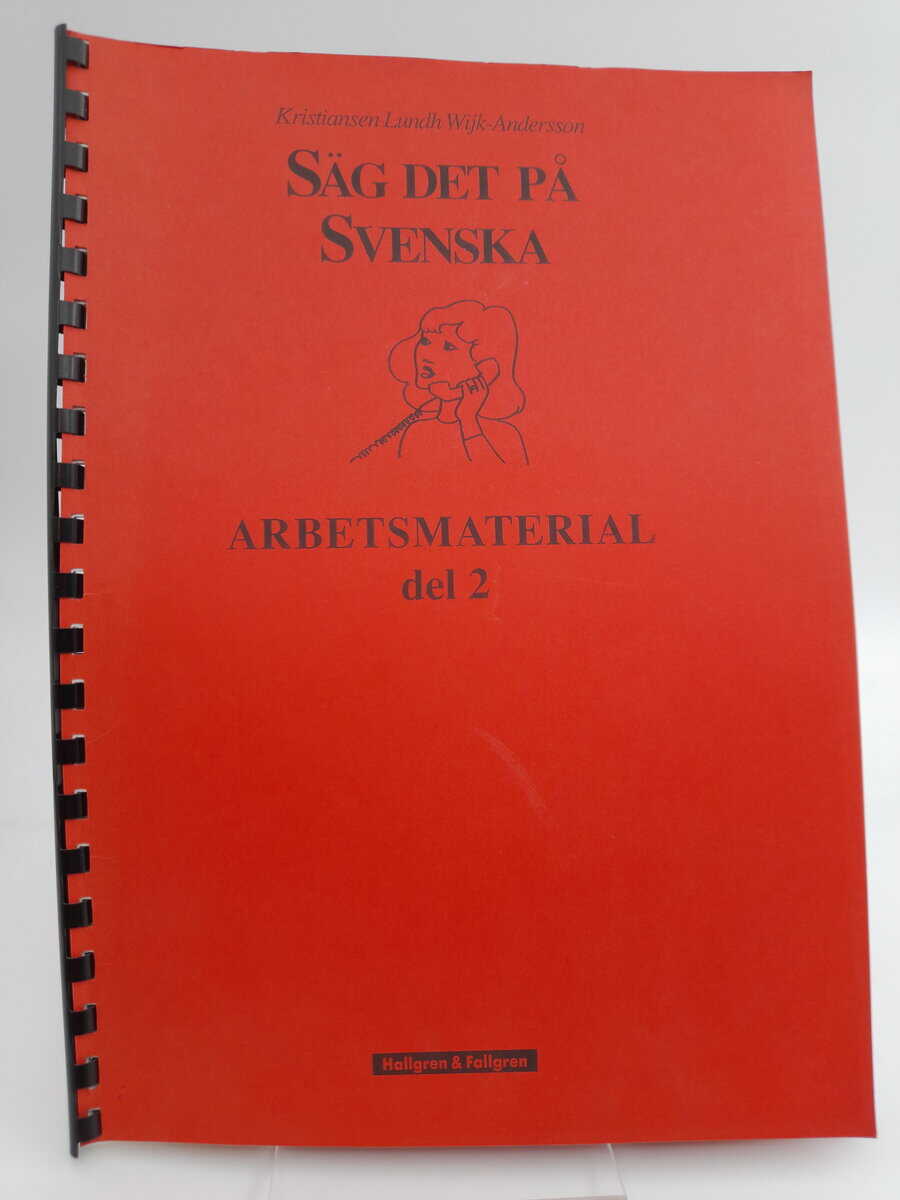 Kristiansen Lundh Wijk-Andersson
SÄG DET PÅ
SVENSKA
ARBETSMATERIAL
del 2
Hallgren & Fallgren